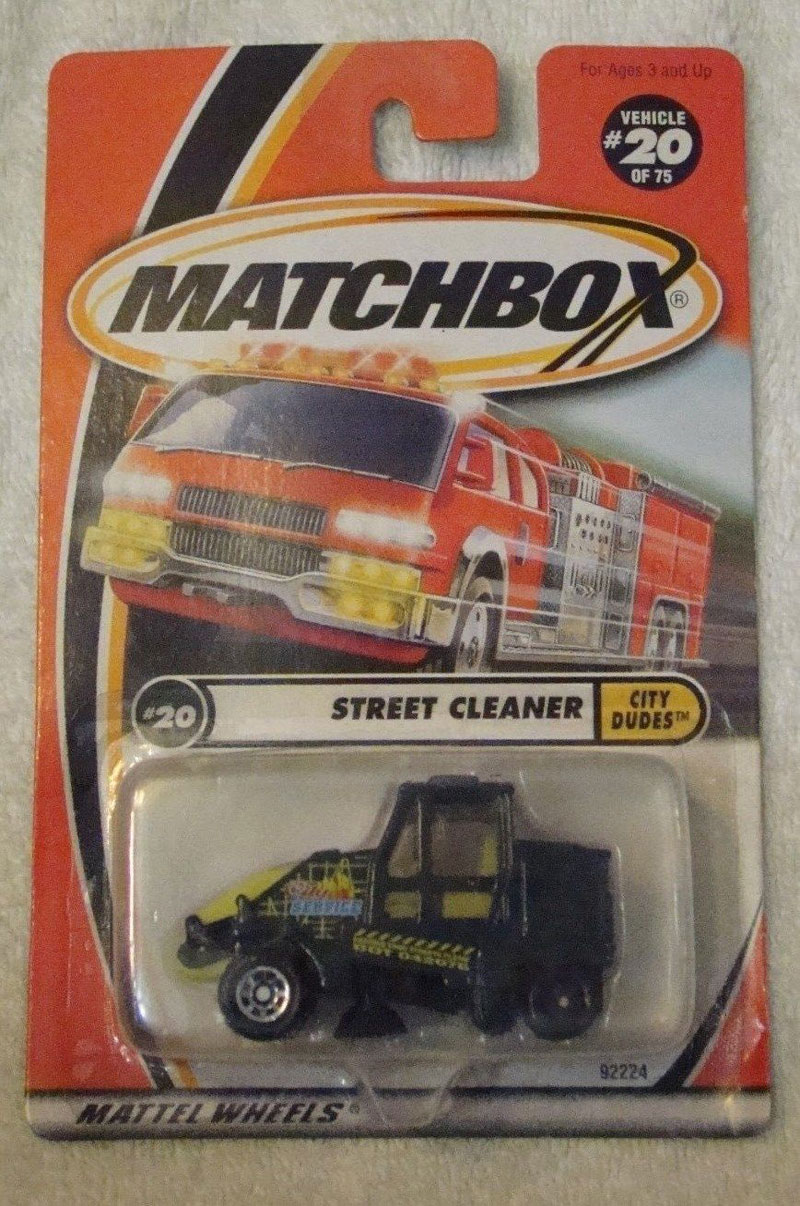 For Ages 3 and Up
VEHICLE
#20
OF 75
MATCHBOX®
#20
STREET CLEANER
CITY
DUDES™
SERVICE
92224
MATTEL WHEELS®